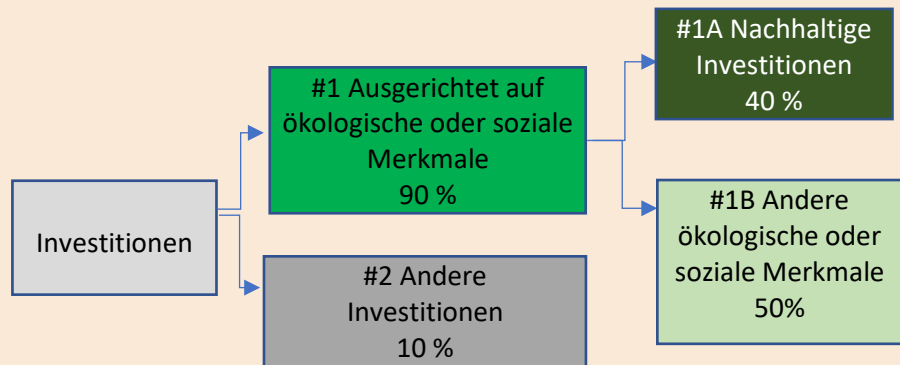 Investitionen
#1 Ausgerichtet auf
ökologische oder soziale
Merkmale
90 %
#2 Andere
Investitionen
10 %
#1A Nachhaltige
Investitionen
40 %
#1B Andere
ökologische oder
soziale Merkmale
50%